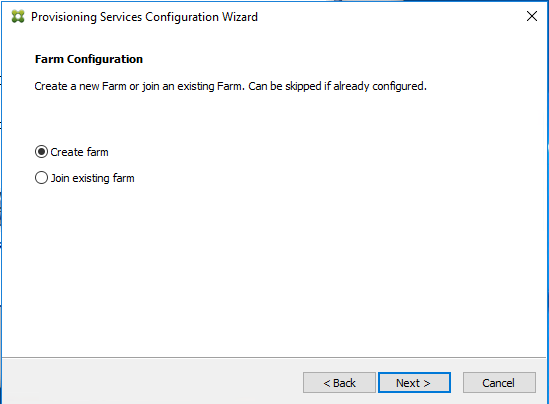 Provisioning Services Configuration Wizard
Farm Configuration
Create a new Farm or join an existing Farm. Can be skipped if already configured.
Create farm
Join existing farm
< Back
Next >
Cancel